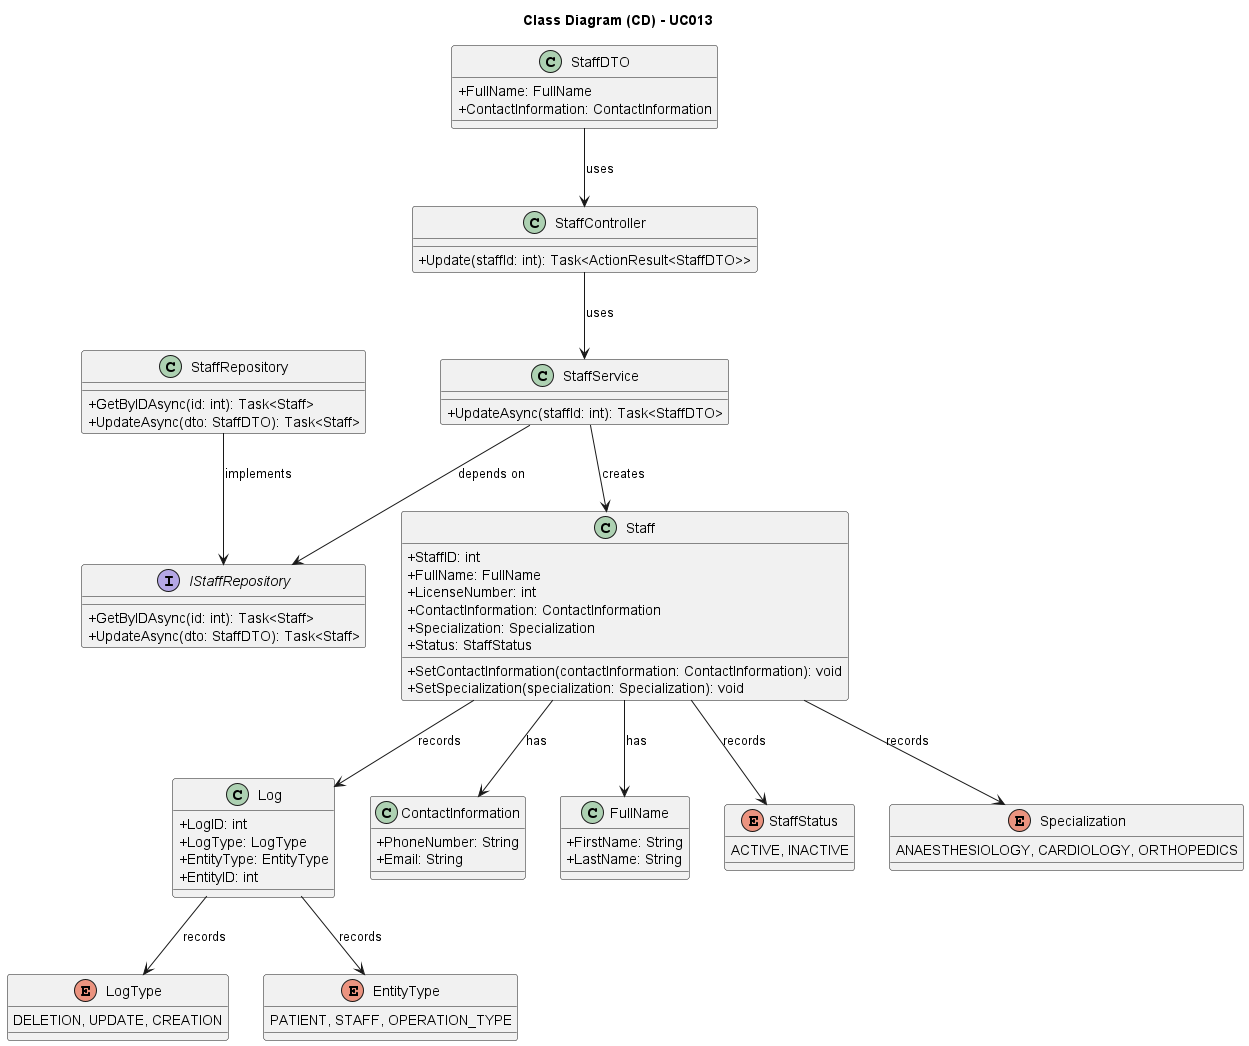 Class Diagram (CD) - UC013
C StaffDTO
+FullName: FullName
+ContactInformation: ContactInformation
uses
C StaffController
+Update(staffId: int): Task<ActionResult<StaffDTO>>
uses
C StaffRepository
+GetByIDAsync(id: int): Task<Staff>
+UpdateAsync(dto: StaffDTO): Task<Staff>
C StaffService
+UpdateAsync(staffId: int): Task<StaffDTO>
implements
depends on
creates
I IStaffRepository
+GetByIDAsync(id: int): Task<Staff>
+UpdateAsync(dto: StaffDTO): Task<Staff>
C Staff
+StaffID: int
+FullName: FullName
+LicenseNumber: int
+ContactInformation: ContactInformation
+Specialization: Specialization
+Status: StaffStatus
+SetContactInformation(contactInformation: ContactInformation): void
+SetSpecialization(specialization: Specialization): void
records
has
has
records
records
C Log
+LogID: int
+LogType: LogType
+EntityType: EntityType
+EntityID: int
C ContactInformation
+PhoneNumber: String
+Email: String
C FullName
+FirstName: String
+LastName: String
E StaffStatus
ACTIVE, INACTIVE
E Specialization
ANAESTHESIOLOGY, CARDIOLOGY, ORTHOPEDICS
records
records
E LogType
DELETION, UPDATE, CREATION
E EntityType
PATIENT, STAFF, OPERATION_TYPE